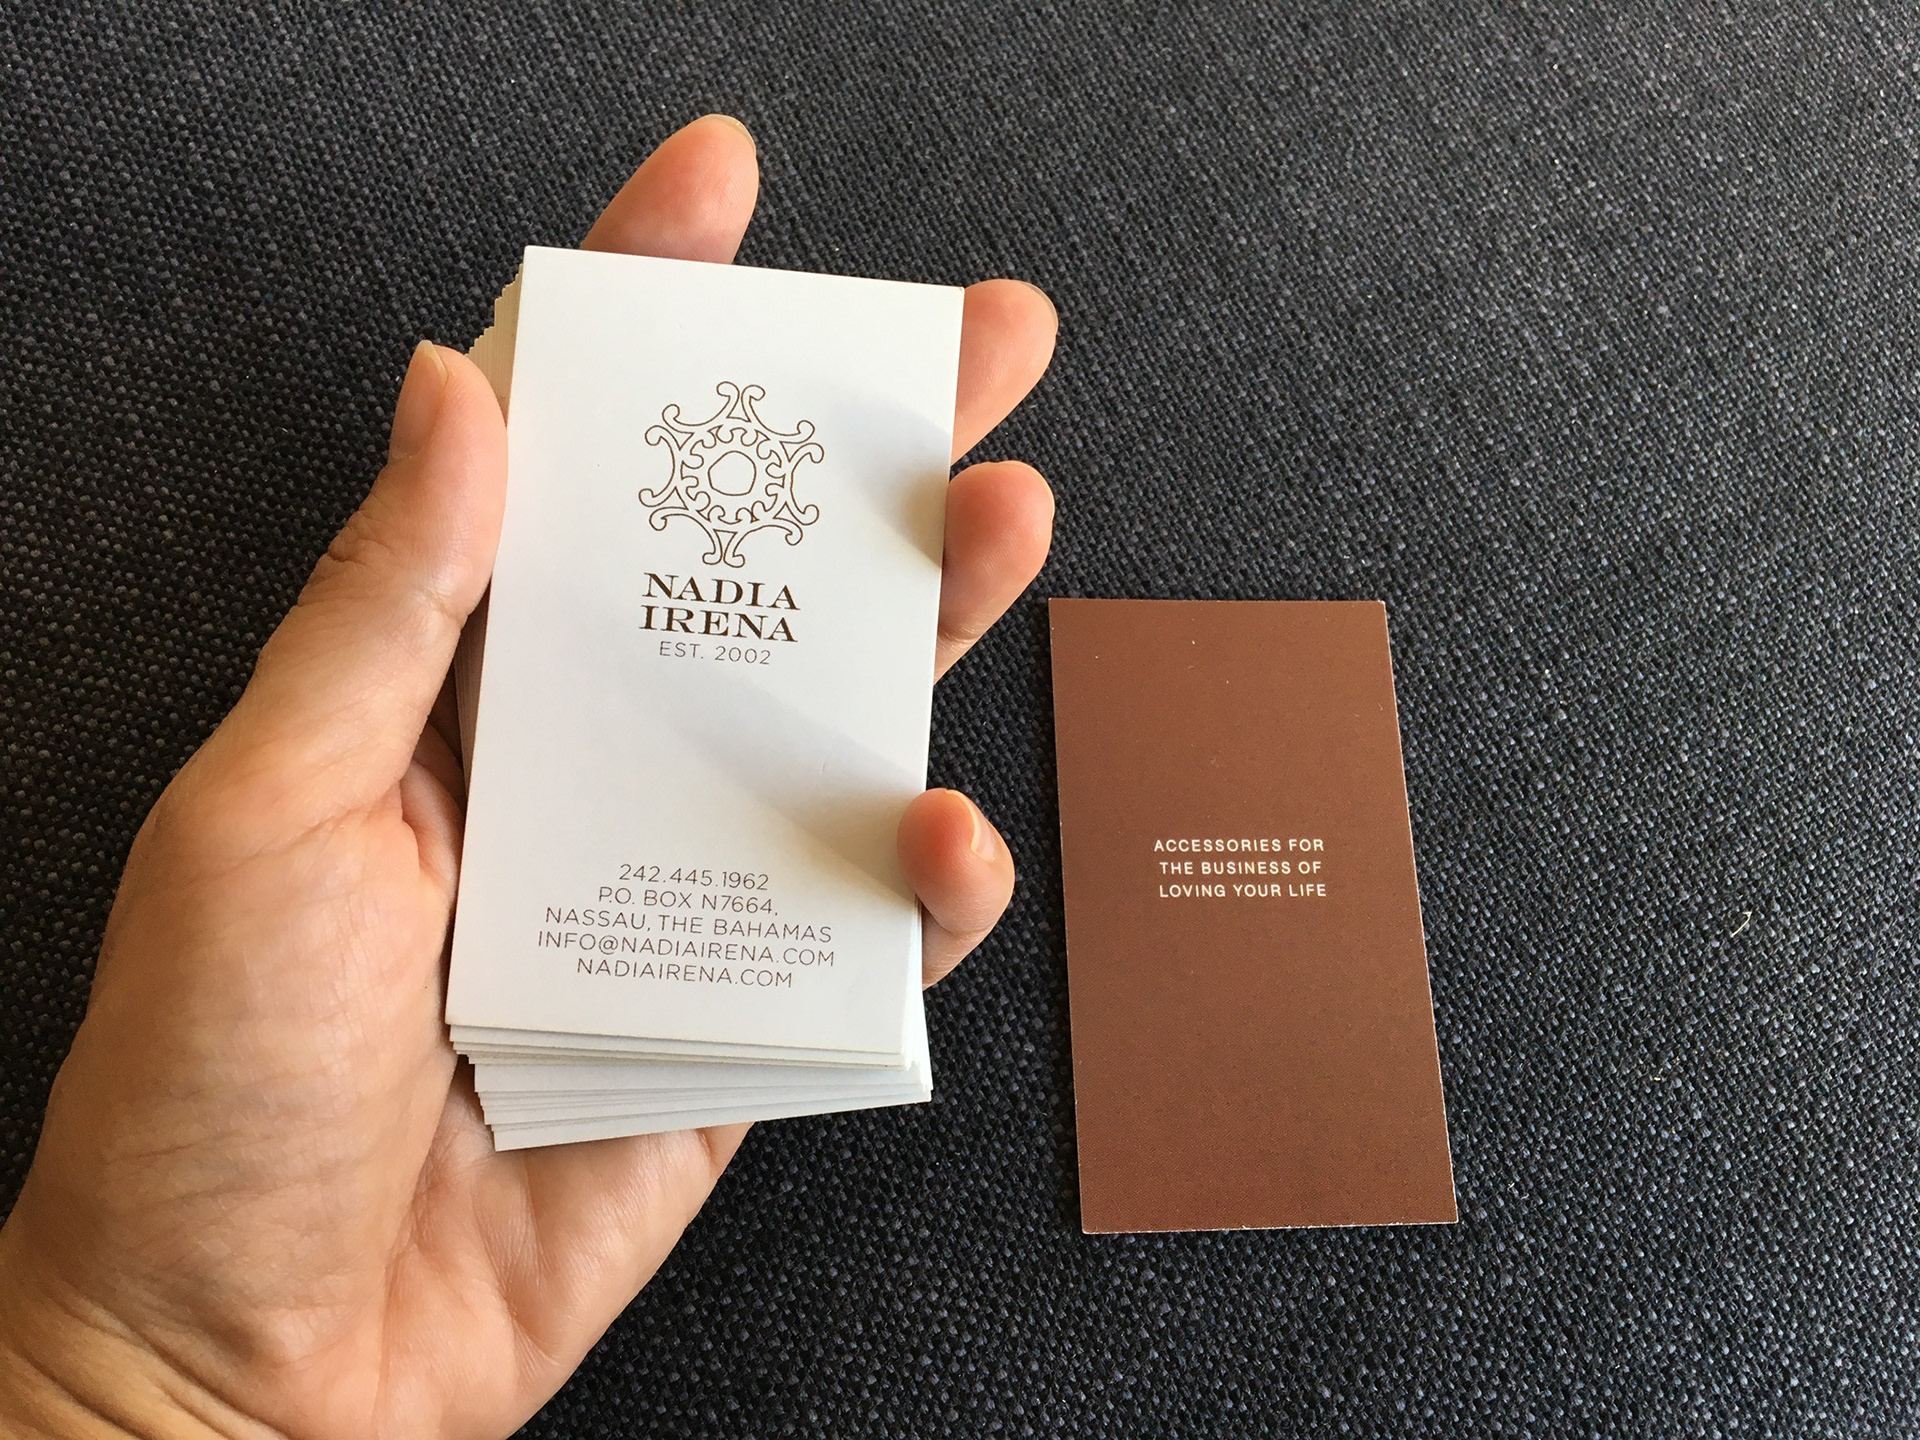 NADIA
IRENA
EST. 2002
242.445.1962
P.O. BOX N7664,
NASSAU, THE BAHAMAS
INFO@NADIAIRENA.COM
NADIAIRENA.COM
ACCESSORIES FOR
THE BUSINESS OF
LOVING YOUR LIFE